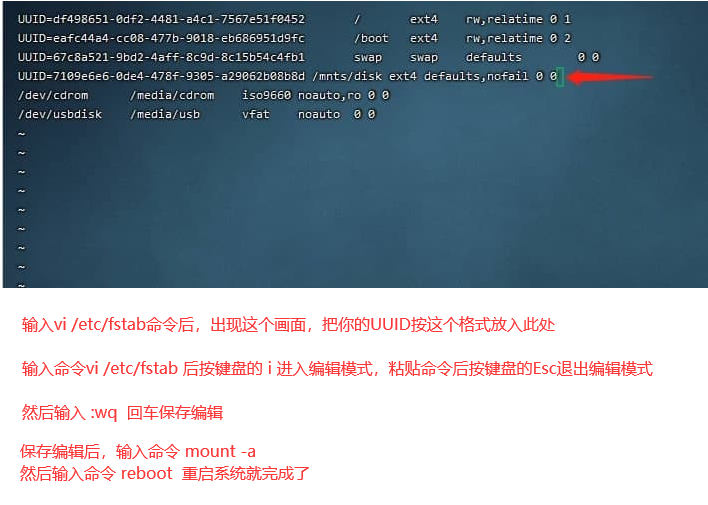 UUID=df498651-0df2-4481-a4c1-7567e51f0452 / ext4 rw,relatime 0 1
UUID=eafc44a4-cc08-477b-9018-eb686951d9fc /boot ext4 rw,relatime 0 2
UUID=67c8a521-9bd2-4aff-8c9d-8c15b54c4fb1 swap swap defaults 0 0
UUID=7109e6e6-0de4-478f-9305-a29062b08b8d /mnts/disk ext4 defaults,nofail 0 0
/dev/cdrom /media/cdrom iso9660 noauto,ro 0 0
/dev/usbdisk /media/usb vfat noauto 0 0
~
~
~
~
~
~
~
~
~
输入vi /etc/fstab命令后，出现这个画面，把你的UUID按这个格式放入此处
输入命令vi /etc/fstab 后按键盘的 i 进入编辑模式，粘贴命令后按键盘的Esc退出编辑模式
然后输入 :wq 回车保存编辑
保存编辑后，输入命令 mount -a
然后输入命令 reboot 重启系统就完成了